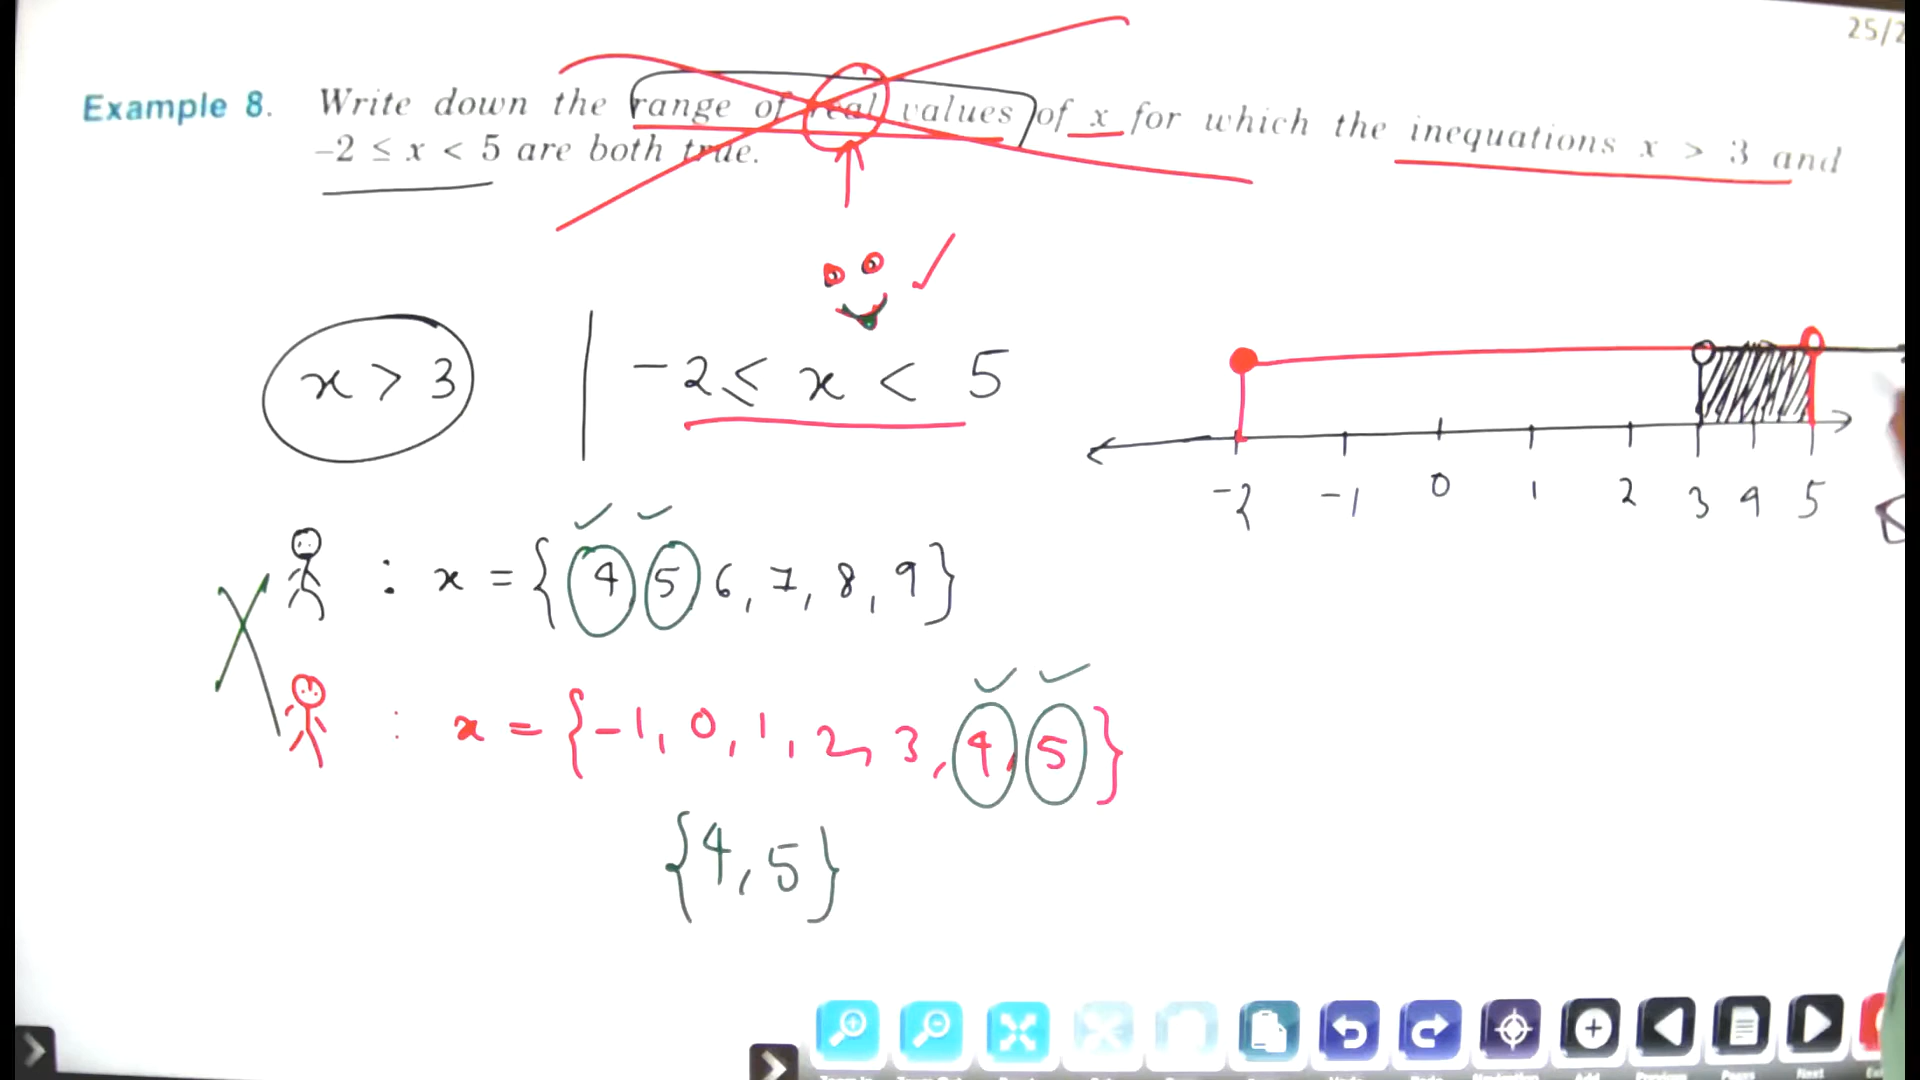 25/2
Example 8. Write down the range of real values of x for which the inequations x > 3 and
-2 ≤ x < 5 are both true.
x > 3 | -2 ≤ x < 5
-2 -1 0 1 2 3 4 5
: x = {4 5 6, 7, 8, 9}
: x = {-1, 0, 1, 2, 3, 4, 5}
{4, 5}